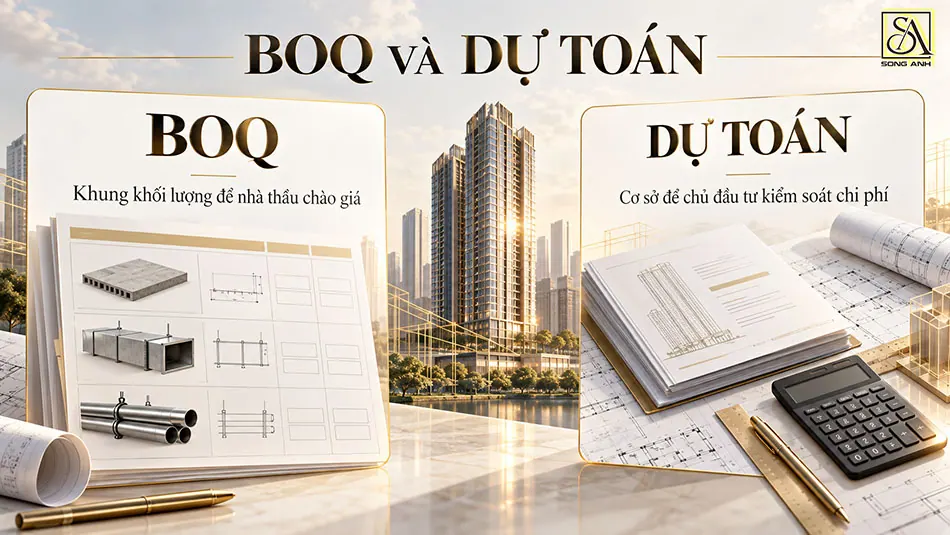 BOQ VÀ DỰ TOÁN
SA
SONG ANH
BOQ
Khung khối lượng để nhà thầu chào giá
DỰ TOÁN
Cơ sở để chủ đầu tư kiểm soát chi phí